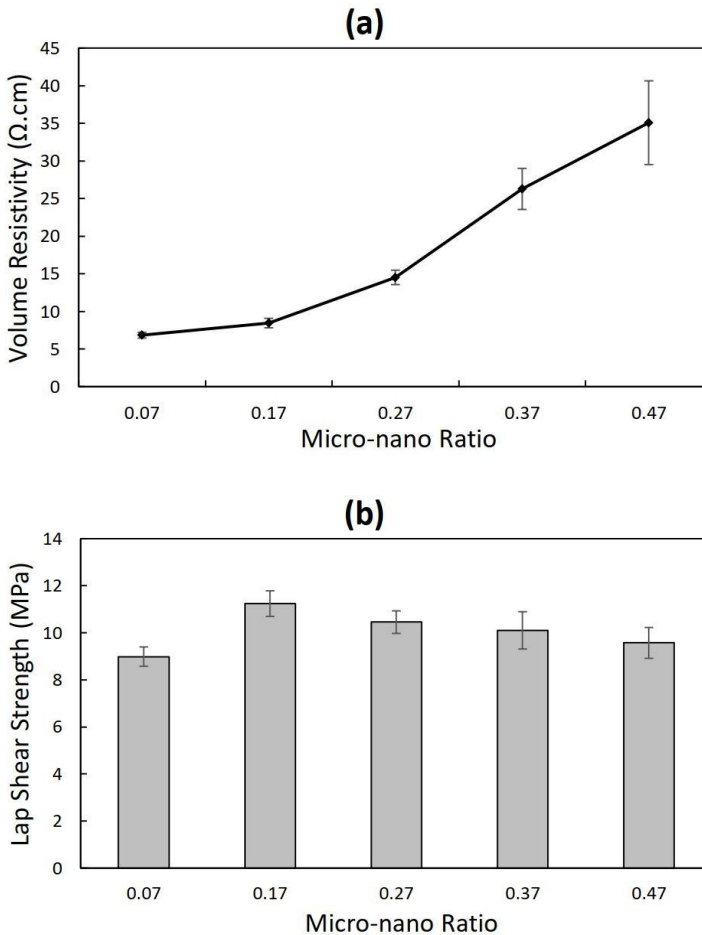 (a)
45
40
35
30
25
20
15
10
5
0
Volume Resistivity (Ω.cm)
0.07 0.17 0.27 0.37 0.47
Micro-nano Ratio
(b)
14
12
10
8
6
4
2
0
Lap Shear Strength (MPa)
0.07 0.17 0.27 0.37 0.47
Micro-nano Ratio